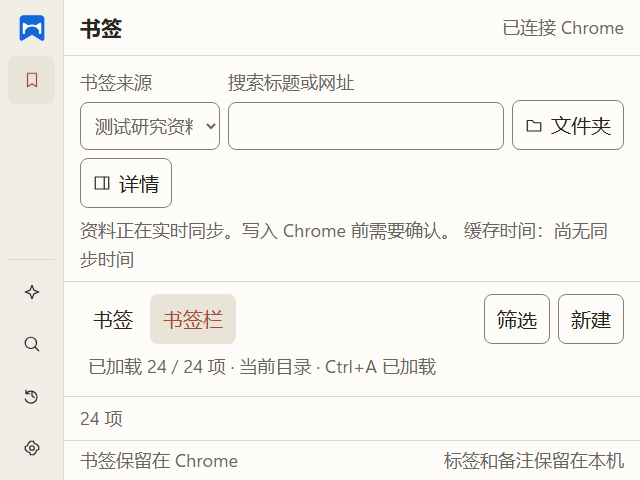 书签
已连接 Chrome
书签来源
搜索标题或网址
测试研究资料
文件夹
详情
资料正在实时同步。写入 Chrome 前需要确认。 缓存时间：尚无同
步时间
书签
书签栏
筛选
新建
已加载 24 / 24 项 · 当前目录 · Ctrl+A 已加载
24 项
书签保留在 Chrome
标签和备注保留在本机